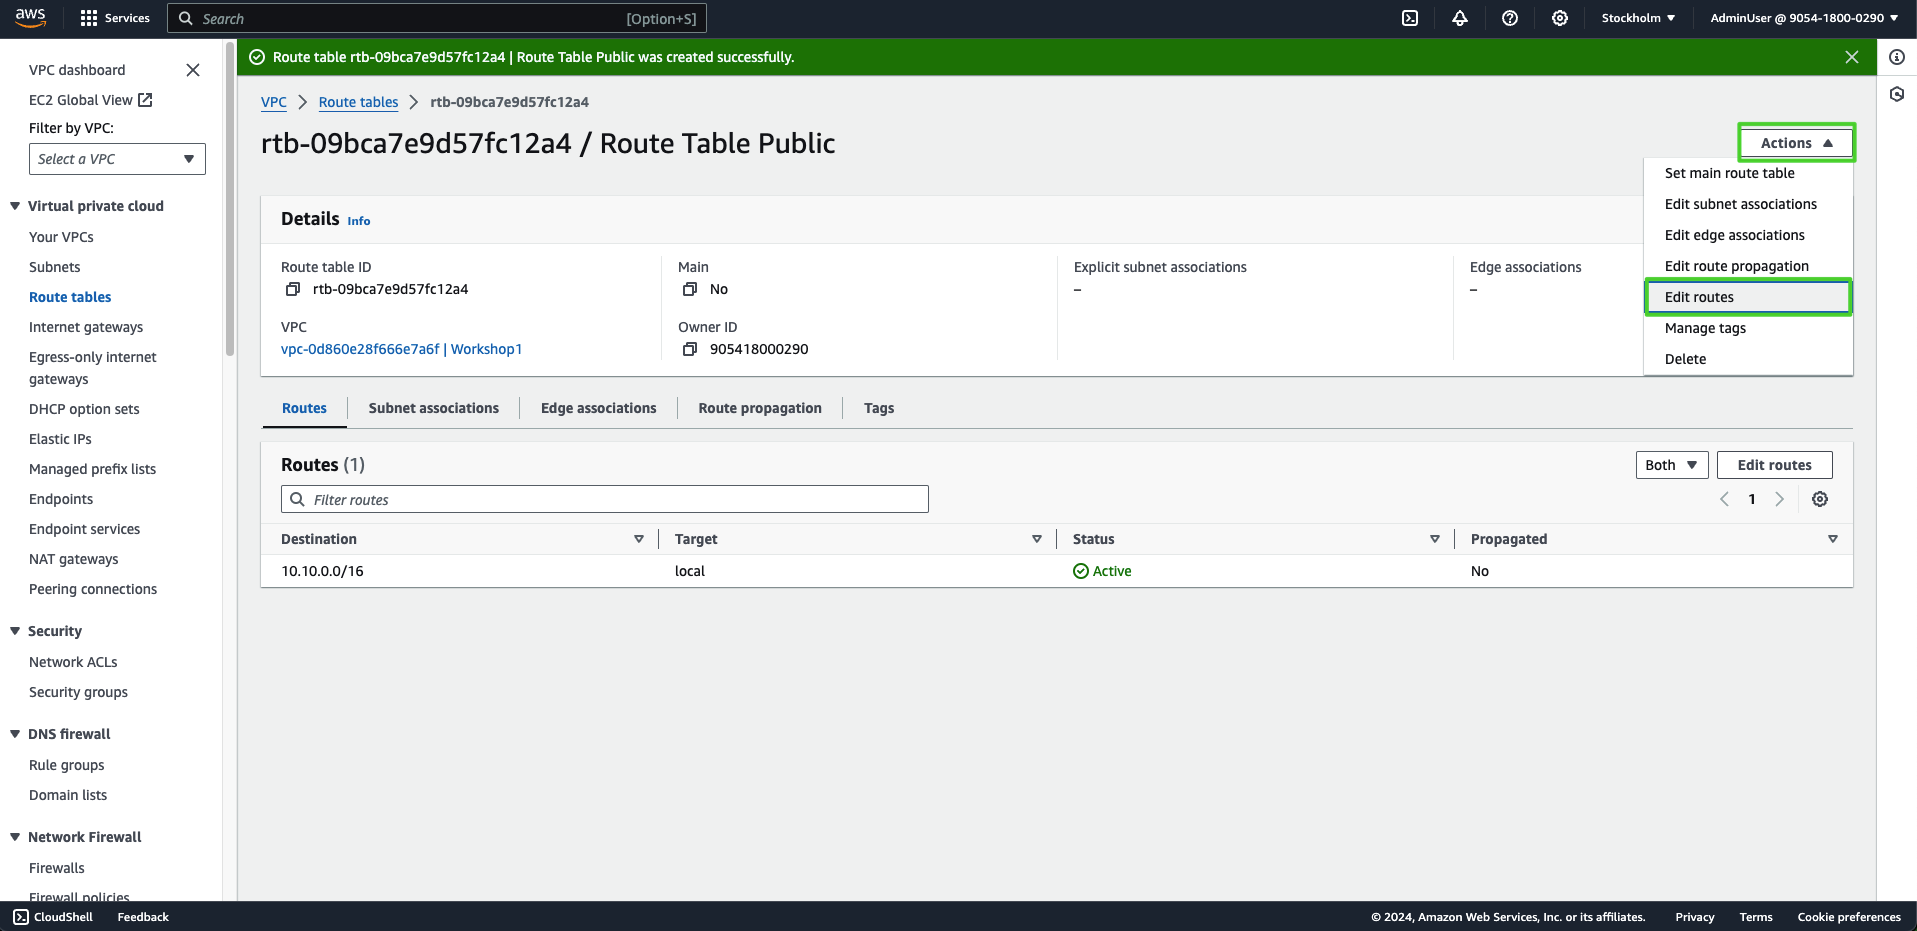 aws
Services
Search
[Option+S]
Stockholm
AdminUser @ 9054-1800-0290
VPC dashboard
EC2 Global View
Filter by VPC:
Select a VPC
Virtual private cloud
Your VPCs
Subnets
Route tables
Internet gateways
Egress-only internet
gateways
DHCP option sets
Elastic IPs
Managed prefix lists
Endpoints
Endpoint services
NAT gateways
Peering connections
Security
Network ACLs
Security groups
DNS firewall
Rule groups
Domain lists
Network Firewall
Firewalls
Firewall policies
Route table rtb-09bca7e9d57fc12a4 | Route Table Public was created successfully.
VPC
Route tables
rtb-09bca7e9d57fc12a4
rtb-09bca7e9d57fc12a4 / Route Table Public
Actions
Set main route table
Edit subnet associations
Edit edge associations
Edit route propagation
Edit routes
Manage tags
Delete
Details Info
Route table ID
rtb-09bca7e9d57fc12a4
Main
No
Explicit subnet associations
–
Edge associations
–
VPC
vpc-0d860e28f666e7a6f | Workshop1
Owner ID
905418000290
Routes
Subnet associations
Edge associations
Route propagation
Tags
Routes (1)
Both
Edit routes
Filter routes
1
Destination
Target
Status
Propagated
10.10.0.0/16
local
Active
No
CloudShell
Feedback
© 2024, Amazon Web Services, Inc. or its affiliates.
Privacy
Terms
Cookie preferences